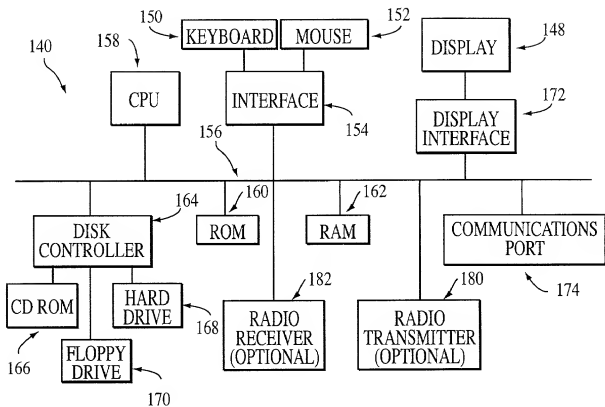 150
152
158
KEYBOARD
MOUSE
DISPLAY
148
140
CPU
INTERFACE
172
154
DISPLAY
INTERFACE
156
164
160
162
DISK
CONTROLLER
ROM
RAM
COMMUNICATIONS
PORT
182
180
174
CD ROM
HARD
DRIVE
168
RADIO
RECEIVER
(OPTIONAL)
RADIO
TRANSMITTER
(OPTIONAL)
166
FLOPPY
DRIVE
170